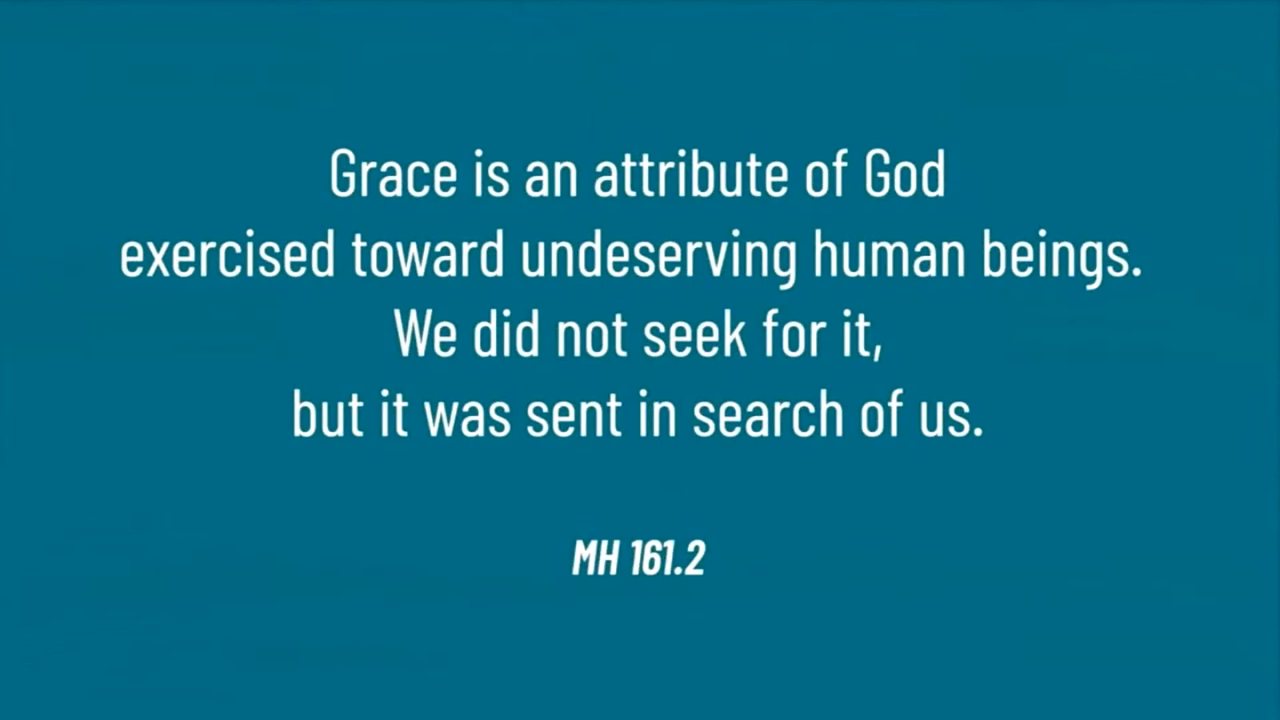 Grace is an attribute of God
exercised toward undeserving human beings.
We did not seek for it,
but it was sent in search of us.
MH 161.2